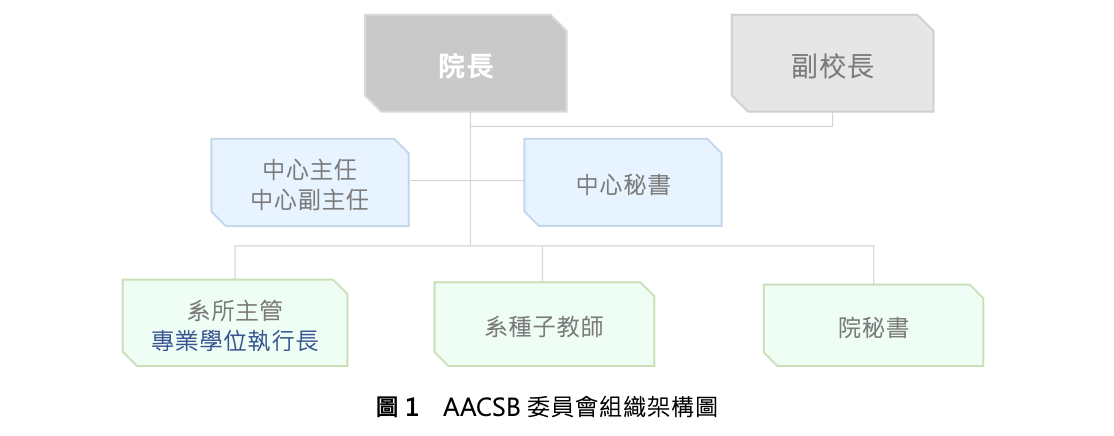 院長
副校長
中心主任
中心副主任
中心秘書
系所主管
專業學位執行長
系種子教師
院秘書
圖 1 AACSB 委員會組織架構圖